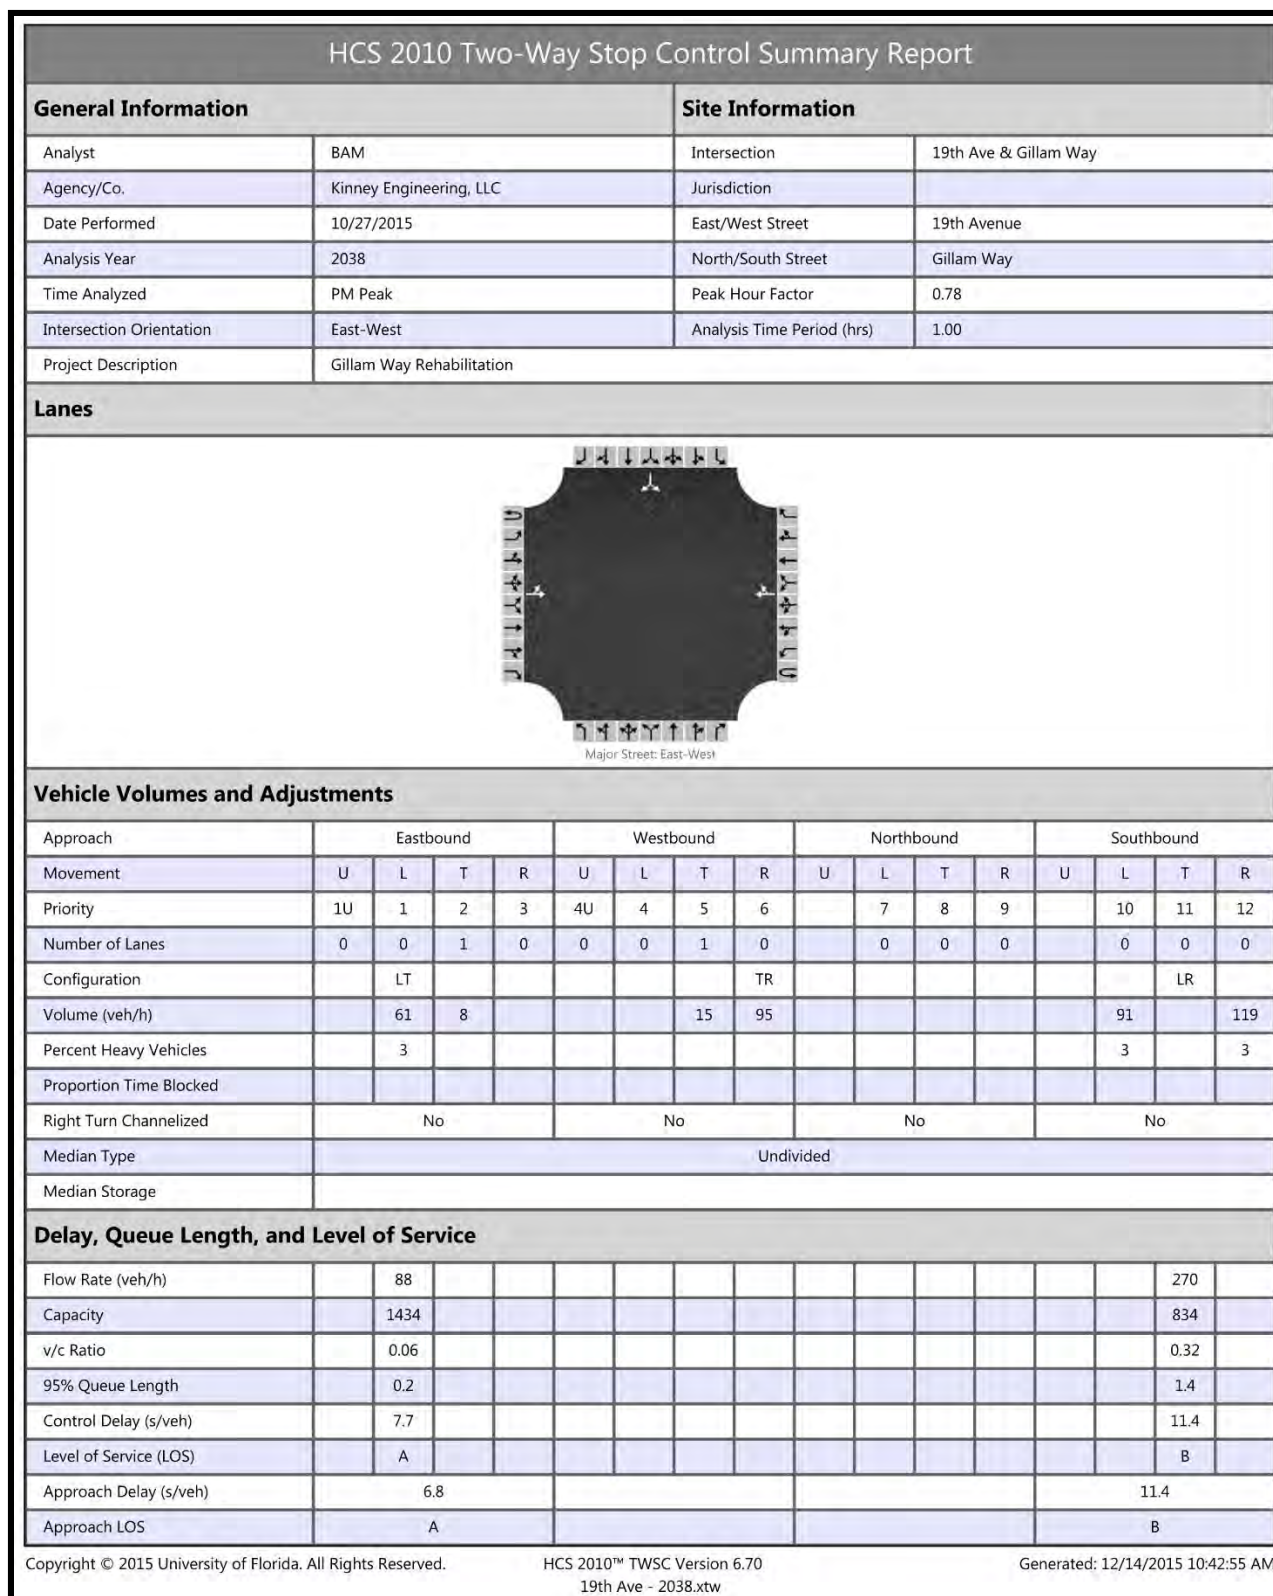 HCS 2010 Two-Way Stop Control Summary Report
General Information Site Information
Analyst BAM Intersection 19th Ave & Gillam Way
Agency/Co. Kinney Engineering, LLC Jurisdiction
Date Performed 10/27/2015 East/West Street 19th Avenue
Analysis Year 2038 North/South Street Gillam Way
Time Analyzed PM Peak Peak Hour Factor 0.78
Intersection Orientation East-West Analysis Time Period (hrs) 1.00
Project Description Gillam Way Rehabilitation
Lanes
Major Street: East-West
Vehicle Volumes and Adjustments
Approach Eastbound Westbound Northbound Southbound
Movement U L T R U L T R U L T R U L T R
Priority 1U 1 2 3 4U 4 5 6 7 8 9 10 11 12
Number of Lanes 0 0 1 0 0 0 1 0 0 0 0 0 0 0
Configuration LT TR LR
Volume (veh/h) 61 8 15 95 91 119
Percent Heavy Vehicles 3 3 3
Proportion Time Blocked
Right Turn Channelized No No No No
Median Type Undivided
Median Storage
Delay, Queue Length, and Level of Service
Flow Rate (veh/h) 88 270
Capacity 1434 834
v/c Ratio 0.06 0.32
95% Queue Length 0.2 1.4
Control Delay (s/veh) 7.7 11.4
Level of Service (LOS) A B
Approach Delay (s/veh) 6.8 11.4
Approach LOS A B
Copyright © 2015 University of Florida. All Rights Reserved. HCS 2010™ TWSC Version 6.70 Generated: 12/14/2015 10:42:55 AM
19th Ave - 2038.xtw